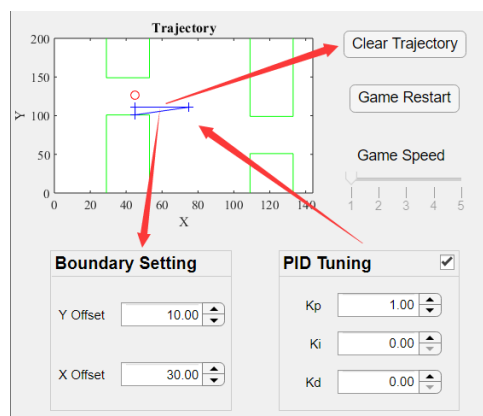 Trajectory
Clear Trajectory
Game Restart
Game Speed
1 2 3 4 5
200
150
100
50
0
Y
0 20 40 60 80 100 120 140
X
Boundary Setting
Y Offset 10.00
X Offset 30.00
PID Tuning
Kp 1.00
Ki 0.00
Kd 0.00